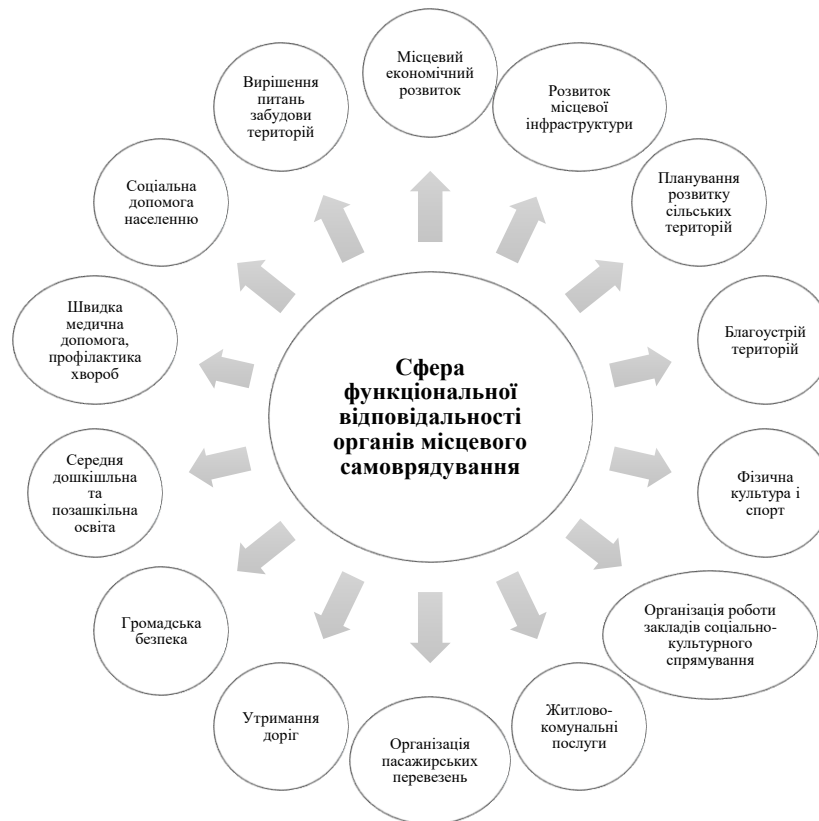 Місцевий
економічний
розвиток
Розвиток
місцевої
інфраструктури
Планування
розвитку
сільських
територій
Благоустрій
територій
Фізична
культура і
спорт
Організація роботи
закладів соціально-
культурного
спрямування
Житлово-
комунальні
послуги
Організація
пасажирських
перевезень
Утримання
доріг
Громадська
безпека
Середня
дошкішльна
та
позашкільна
освіта
Швидка
медична
допомога,
профілактика
хвороб
Соціальна
допомога
населенню
Вирішення
питань
забудови
територій
Сфера
функціональної
відповідальності
органів місцевого
самоврядування